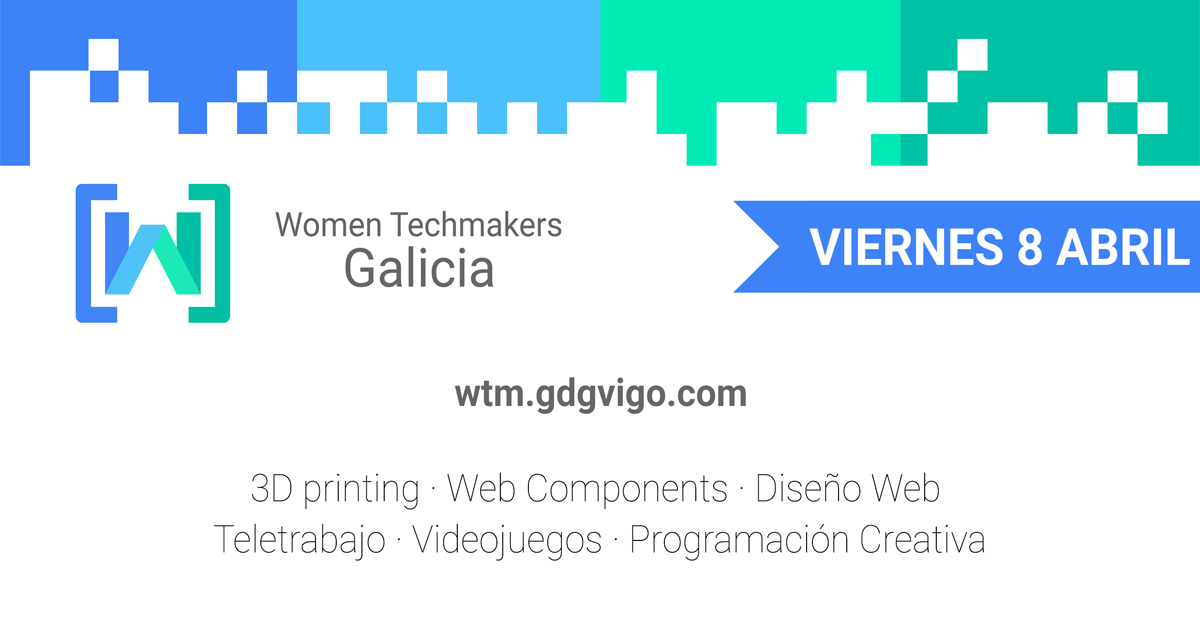 Women Techmakers
Galicia
VIERNES 8 ABRIL
wtm.gdgvigo.com
3D printing · Web Components · Diseño Web
Teletrabajo · Videojuegos · Programación Creativa